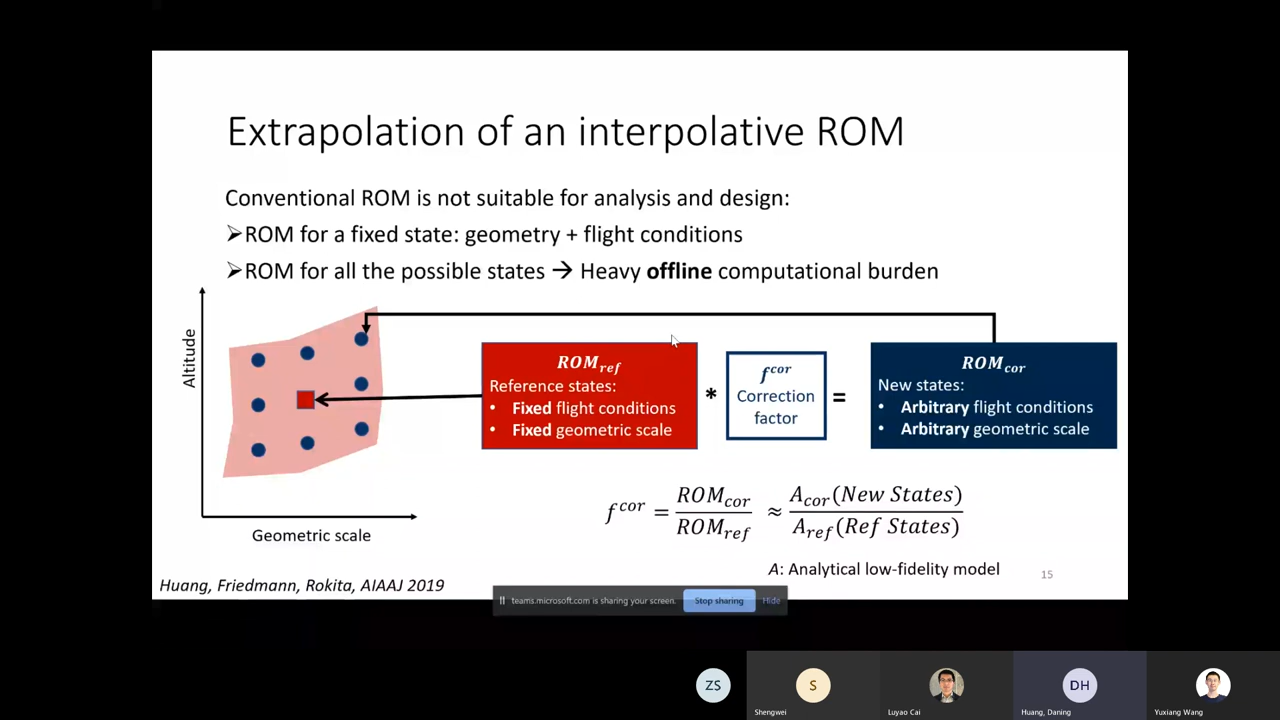 Extrapolation of an interpolative ROM
Conventional ROM is not suitable for analysis and design:
➢ROM for a fixed state: geometry + flight conditions
➢ROM for all the possible states → Heavy offline computational burden
Altitude
Geometric scale
ROM_ref
Reference states:
• Fixed flight conditions
• Fixed geometric scale
*
f^cor
Correction
factor
=
ROM_cor
New states:
• Arbitrary flight conditions
• Arbitrary geometric scale
f^cor = ROM_cor / ROM_ref ≈ A_cor(New States) / A_ref(Ref States)
A: Analytical low-fidelity model
15
Huang, Friedmann, Rokita, AIAAJ 2019
teams.microsoft.com is sharing your screen. Stop sharing Hide
ZS
S
DH
Shengwei
Luyao Cai
Huang, Daning
Yuxiang Wang